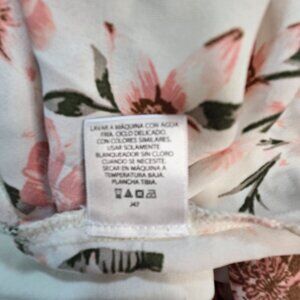 LAVAR A MÁQUINA CON AGUA
FRÍA, CICLO DELICADO,
CON COLORES SIMILARES,
USAR SOLAMENTE
BLANQUEADOR SIN CLORO
CUANDO SE NECESITE,
SECAR EN MÁQUINA A
TEMPERATURA BAJA,
PLANCHA TIBIA.
J47